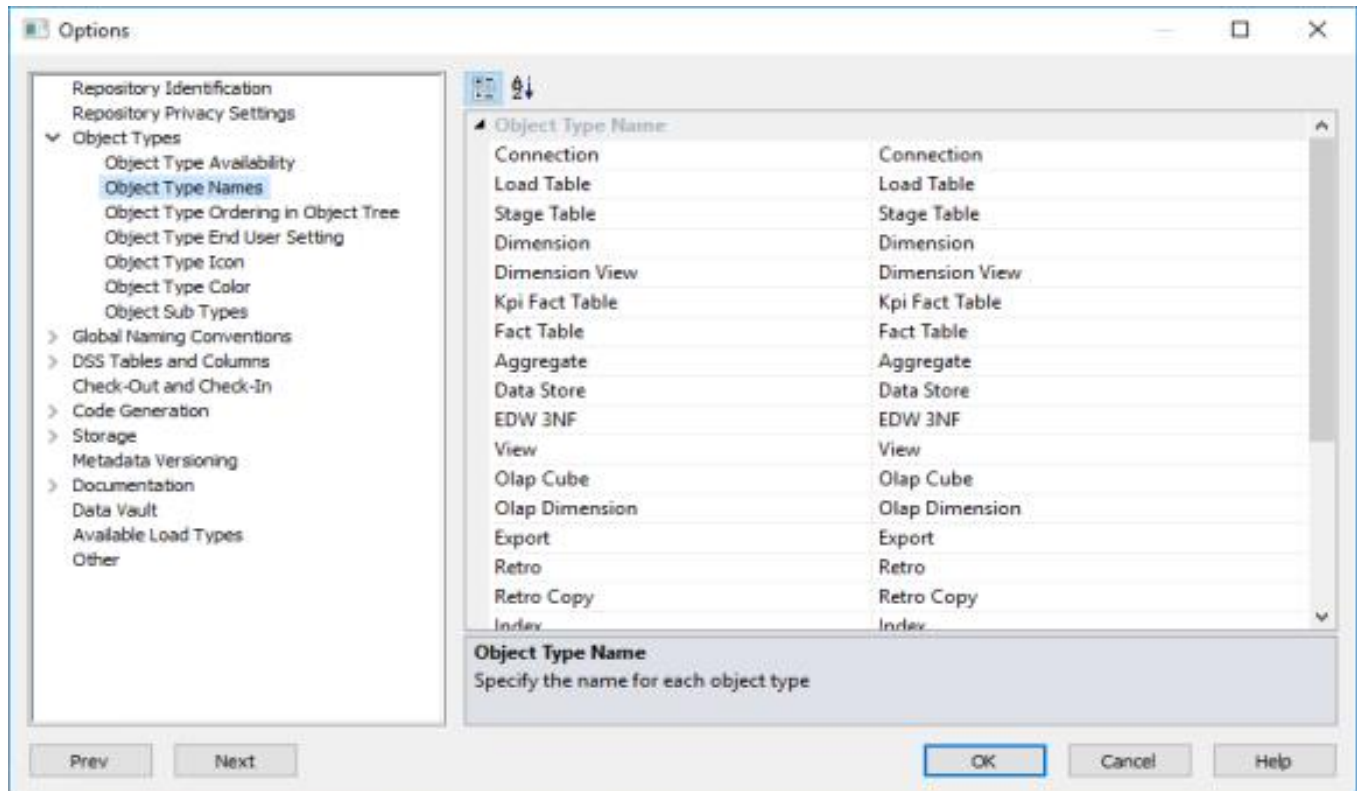 Options
Repository Identification
Repository Privacy Settings
Object Types
Object Type Availability
Object Type Names
Object Type Ordering in Object Tree
Object Type End User Setting
Object Type Icon
Object Type Color
Object Sub Types
Global Naming Conventions
DSS Tables and Columns
Check-Out and Check-In
Code Generation
Storage
Metadata Versioning
Documentation
Data Vault
Available Load Types
Other
Object Type Name
Connection Connection
Load Table Load Table
Stage Table Stage Table
Dimension Dimension
Dimension View Dimension View
Kpi Fact Table Kpi Fact Table
Fact Table Fact Table
Aggregate Aggregate
Data Store Data Store
EDW 3NF EDW 3NF
View View
Olap Cube Olap Cube
Olap Dimension Olap Dimension
Export Export
Retro Retro
Retro Copy Retro Copy
Index Index
Object Type Name
Specify the name for each object type
Prev Next OK Cancel Help